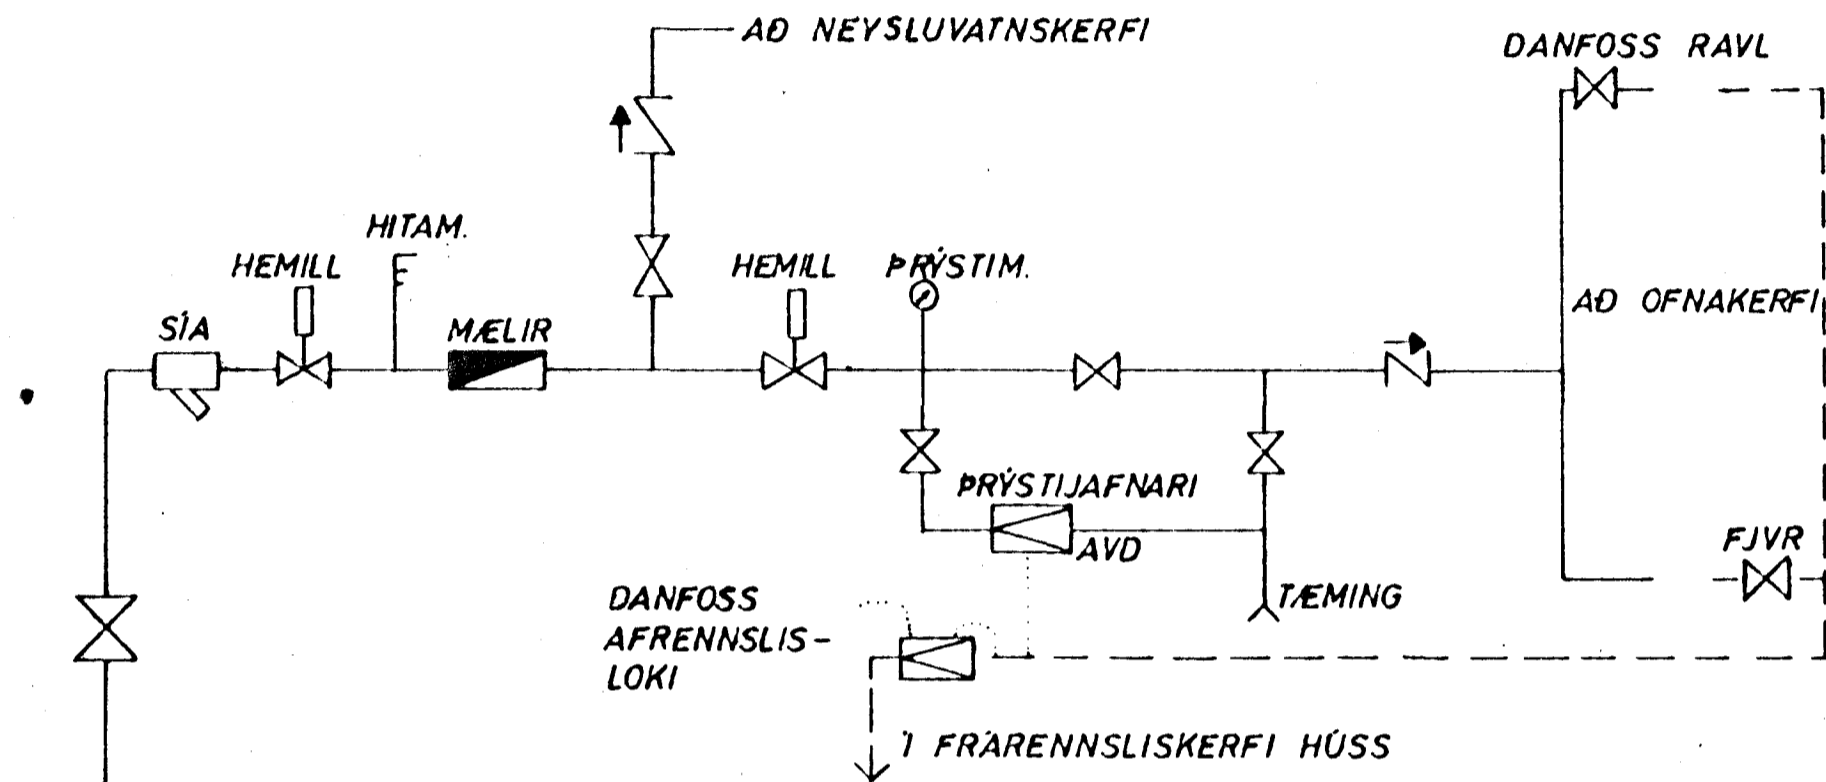 AÐ NEYSLUVATNSKERFI
DANFOSS RAVL
HITAM.
HEMILL
HEMILL
ÞRÝSTIM.
AÐ OFNAKERFI
SÍA
MÆLIR
ÞRÝSTIJAFNARI
AVD
FJVR
DANFOSS
AFRENNSLIS-
LOKI
TÆMING
Í FRÁRENNSLISKERFI HÚSS